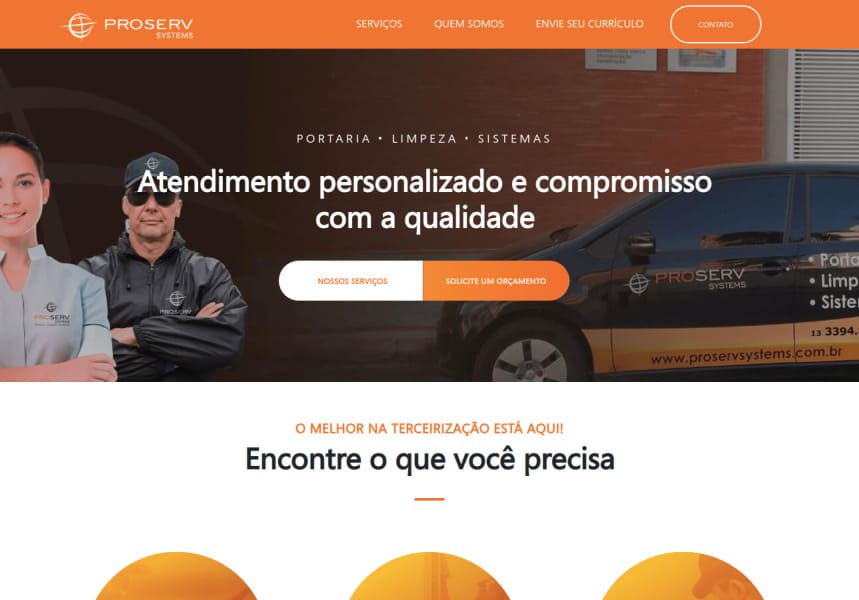 PROSERV
SYSTEMS
SERVIÇOS
QUEM SOMOS
ENVIE SEU CURRÍCULO
CONTATO
PORTARIA • LIMPEZA • SISTEMAS
Atendimento personalizado e compromisso
com a qualidade
NOSSOS SERVIÇOS
SOLICITE UM ORÇAMENTO
PROSERV
SYSTEMS
PROSERV
SYSTEMS
• Porta
• Limp
• Siste
13 3394.
www.proservsystems.com.br
O MELHOR NA TERCEIRIZAÇÃO ESTÁ AQUI!
Encontre o que você precisa